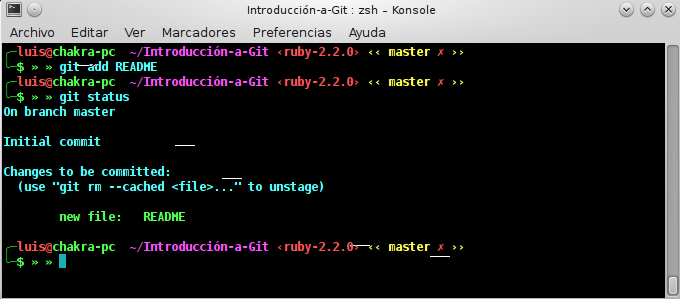 Introducción-a-Git : zsh – Konsole
Archivo Editar Ver Marcadores Preferencias Ayuda
luis@chakra-pc ~/Introducción-a-Git ‹ruby-2.2.0› ‹‹ master ✗ ››
$ » » git add README
luis@chakra-pc ~/Introducción-a-Git ‹ruby-2.2.0› ‹‹ master ✗ ››
$ » » git status
On branch master
Initial commit
Changes to be committed:
(use "git rm --cached <file>..." to unstage)
new file: README
luis@chakra-pc ~/Introducción-a-Git ‹ruby-2.2.0› ‹‹ master ✗ ››
$ » »